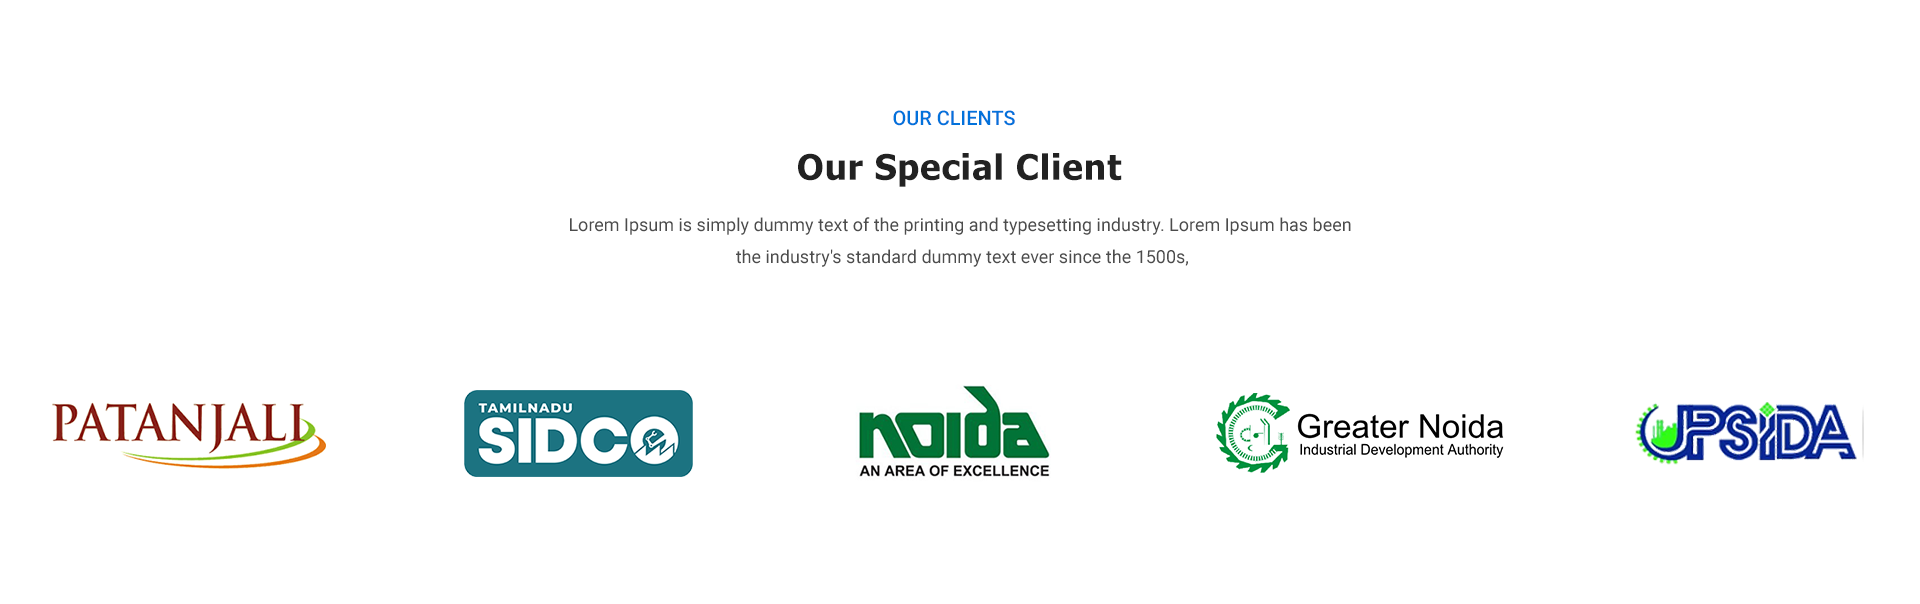 OUR CLIENTS
Our Special Client
Lorem Ipsum is simply dummy text of the printing and typesetting industry. Lorem Ipsum has been
the industry's standard dummy text ever since the 1500s,
PATANJALI
TAMILNADU
SIDCO
noida
AN AREA OF EXCELLENCE
Greater Noida
Industrial Development Authority
UPSIDA